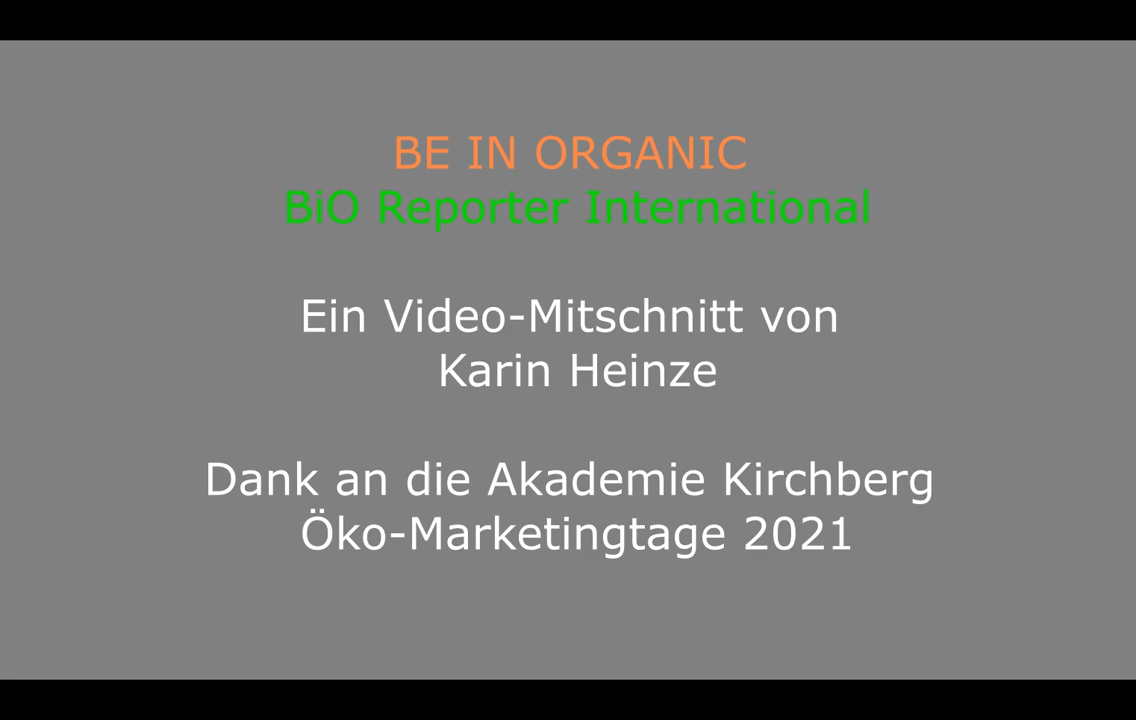 BE IN ORGANIC
BiO Reporter International
Ein Video-Mitschnitt von
Karin Heinze
Dank an die Akademie Kirchberg
Öko-Marketingtage 2021